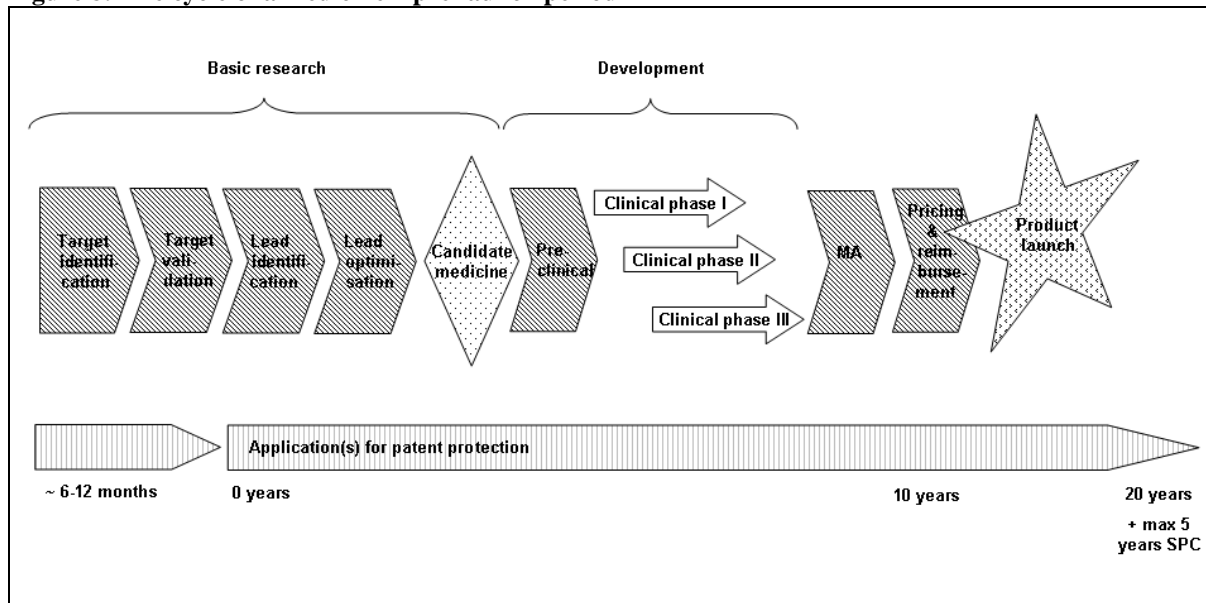 Basic research
Development
Target
identifi-
cation
Target
vali-
dation
Lead
identifi-
cation
Lead
optimi-
sation
Candidate
medicine
Pre-
clinical
Clinical phase I
Clinical phase II
Clinical phase III
MA
Pricing
&
reim-
burse-
ment
Product
launch
Application(s) for patent protection
~ 6-12 months
0 years
10 years
20 years
+ max 5
years SPC